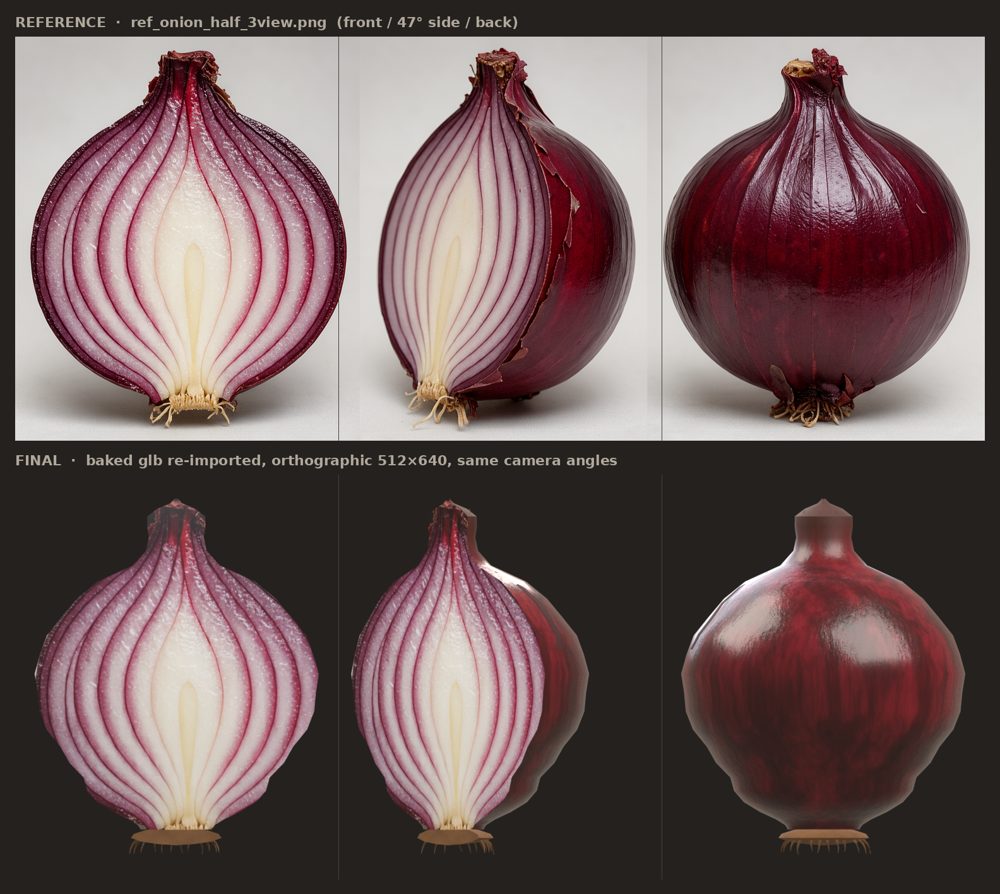 REFERENCE · ref_onion_half_3view.png (front / 47° side / back)
FINAL · baked glb re-imported, orthographic 512×640, same camera angles